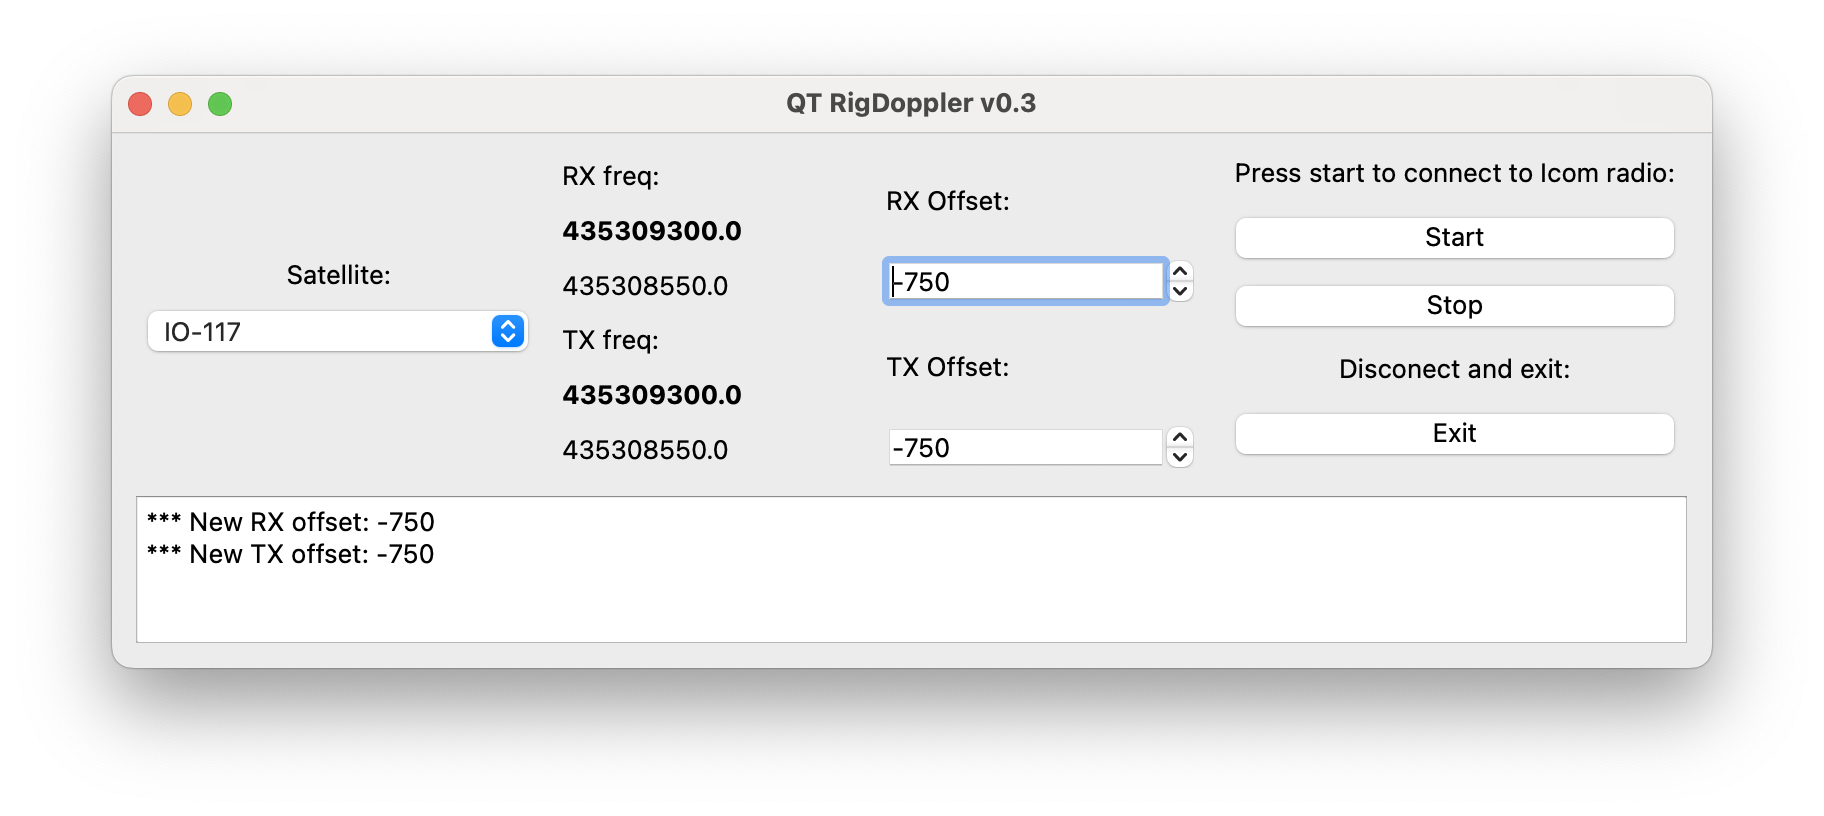 QT RigDoppler v0.3
Satellite:
IO-117
RX freq:
435309300.0
435308550.0
TX freq:
435309300.0
435308550.0
RX Offset:
-750
TX Offset:
-750
Press start to connect to Icom radio:
Start
Stop
Disconect and exit:
Exit
*** New RX offset: -750
*** New TX offset: -750